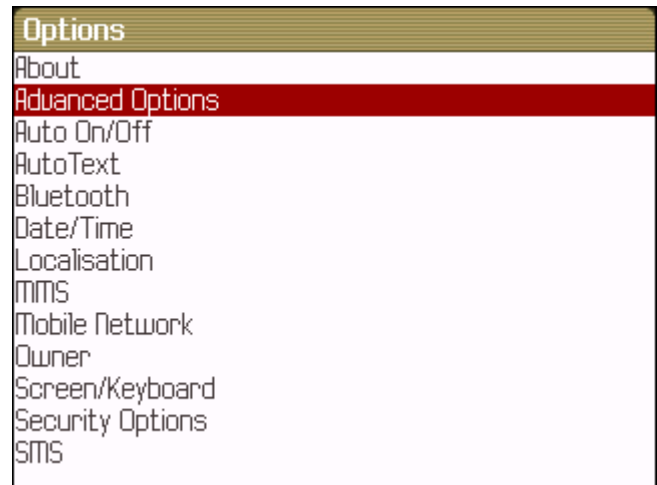 Options
About
Advanced Options
Auto On/Off
AutoText
Bluetooth
Date/Time
Localisation
MMS
Mobile Network
Owner
Screen/Keyboard
Security Options
SMS